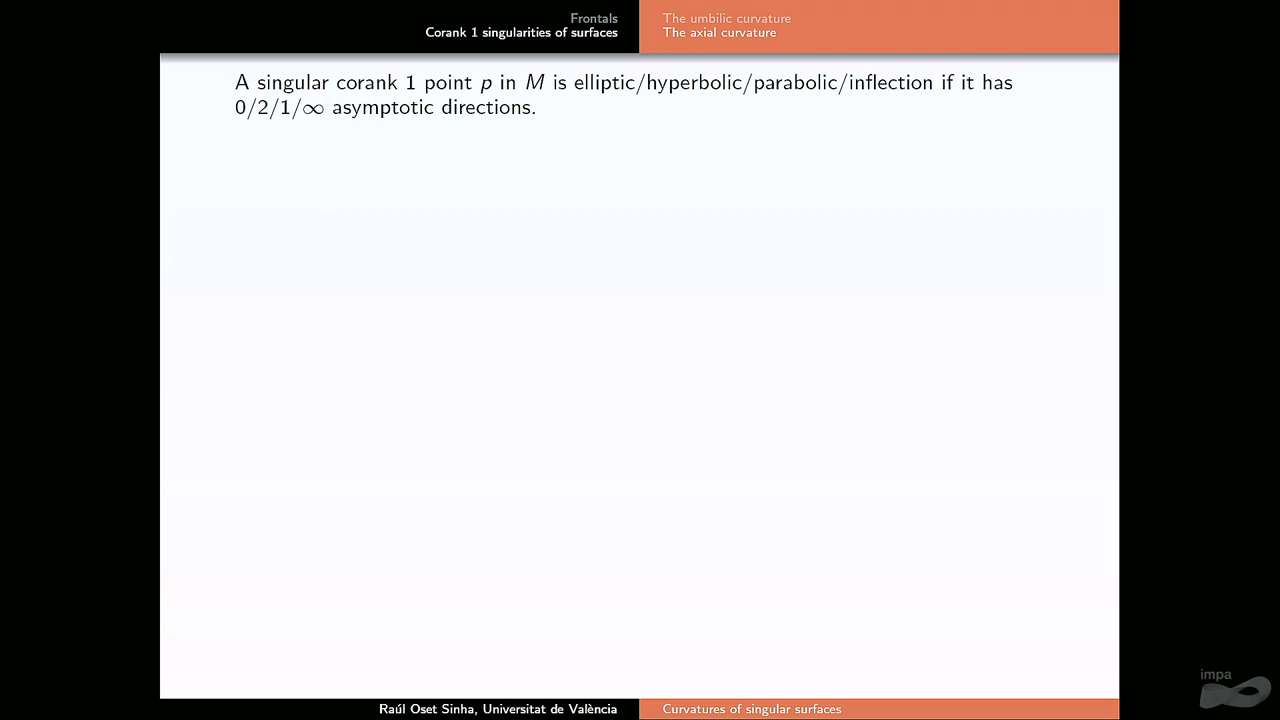 Frontals
Corank 1 singularities of surfaces
The umbilic curvature
The axial curvature
A singular corank 1 point p in M is elliptic/hyperbolic/parabolic/inflection if it has
0/2/1/∞ asymptotic directions.
impa
Raúl Oset Sinha, Universitat de València
Curvatures of singular surfaces